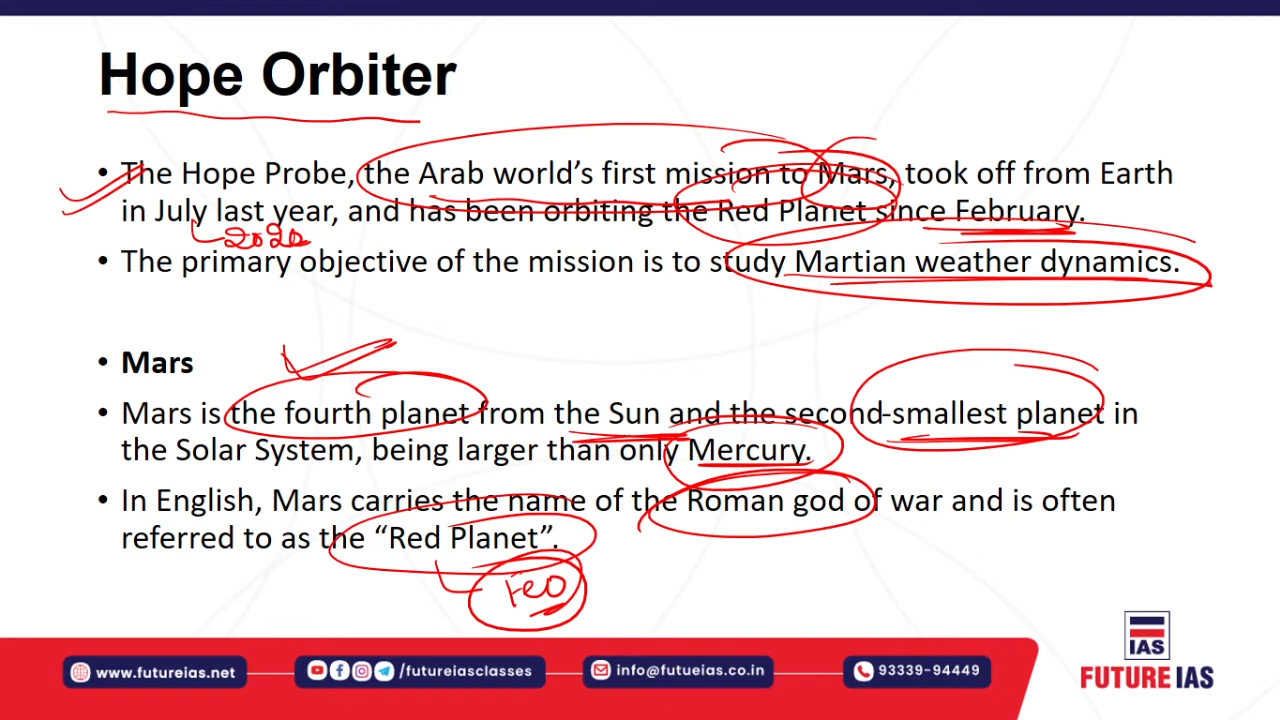 Hope Orbiter
• The Hope Probe, the Arab world's first mission to Mars, took off from Earth
in July last year, and has been orbiting the Red Planet since February.
2020
• The primary objective of the mission is to study Martian weather dynamics.
• Mars
• Mars is the fourth planet from the Sun and the second-smallest planet in
the Solar System, being larger than only Mercury.
• In English, Mars carries the name of the Roman god of war and is often
referred to as the “Red Planet”.
IAS
www.futureias.net
/futureiasclasses
info@futueias.co.in
93339-94449
FUTURE IAS